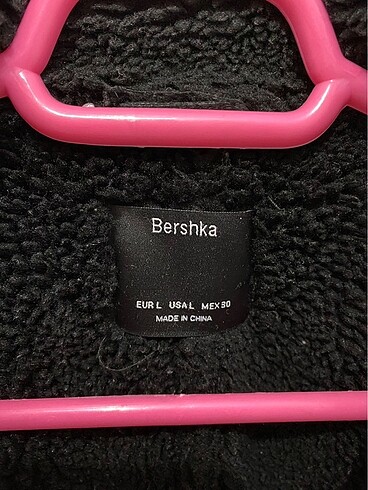 Bershka
EUR L USA L MEX 30
MADE IN CHINA